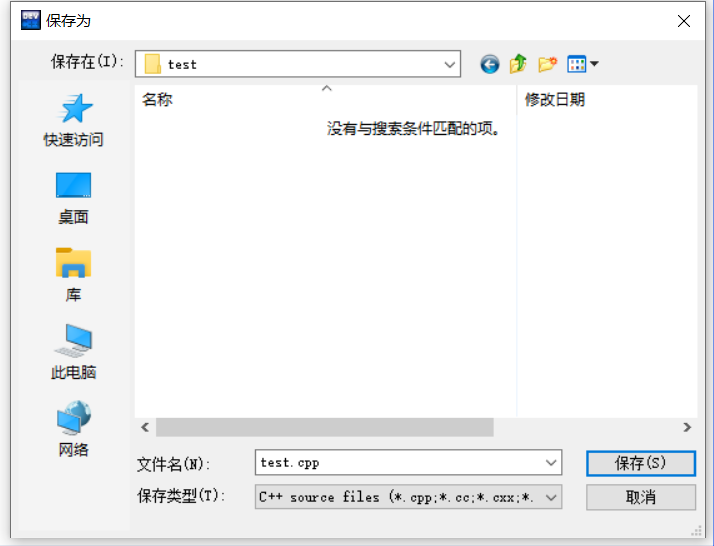 DEV
保存为
保存在(I):
test
名称
修改日期
没有与搜索条件匹配的项。
快速访问
桌面
库
此电脑
网络
文件名(N):
test.cpp
保存(S)
保存类型(T):
C++ source files (*.cpp;*.cc;*.cxx;*.
取消